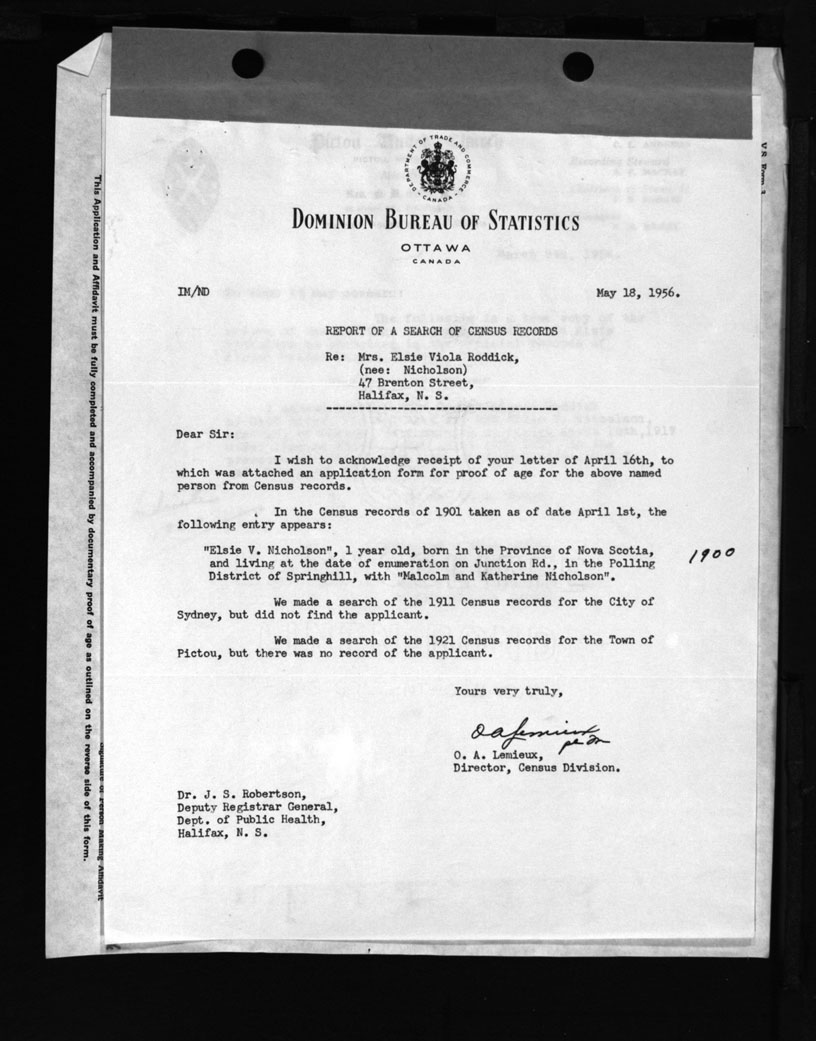 DEPARTMENT OF TRADE AND COMMERCE
CANADA
DOMINION BUREAU OF STATISTICS
OTTAWA
CANADA
IM/ND
May 18, 1956.
REPORT OF A SEARCH OF CENSUS RECORDS
Re: Mrs. Elsie Viola Roddick,
(nee: Nicholson)
47 Brenton Street,
Halifax, N. S.
------------------------------------
Dear Sir:
I wish to acknowledge receipt of your letter of April 16th, to
which was attached an application form for proof of age for the above named
person from Census records.
In the Census records of 1901 taken as of date April 1st, the
following entry appears:
"Elsie V. Nicholson", 1 year old, born in the Province of Nova Scotia,
and living at the date of enumeration on Junction Rd., in the Polling
District of Springhill, with "Malcolm and Katherine Nicholson".
1900
We made a search of the 1911 Census records for the City of
Sydney, but did not find the applicant.
We made a search of the 1921 Census records for the Town of
Pictou, but there was no record of the applicant.
Yours very truly,
O A Lemieux
O. A. Lemieux,
Director, Census Division.
Dr. J. S. Robertson,
Deputy Registrar General,
Dept. of Public Health,
Halifax, N. S.
This Application and Affidavit must be fully completed and accompanied by documentary proof of age as outlined on the reverse side of this form.
Signature of Person Making Affidavit